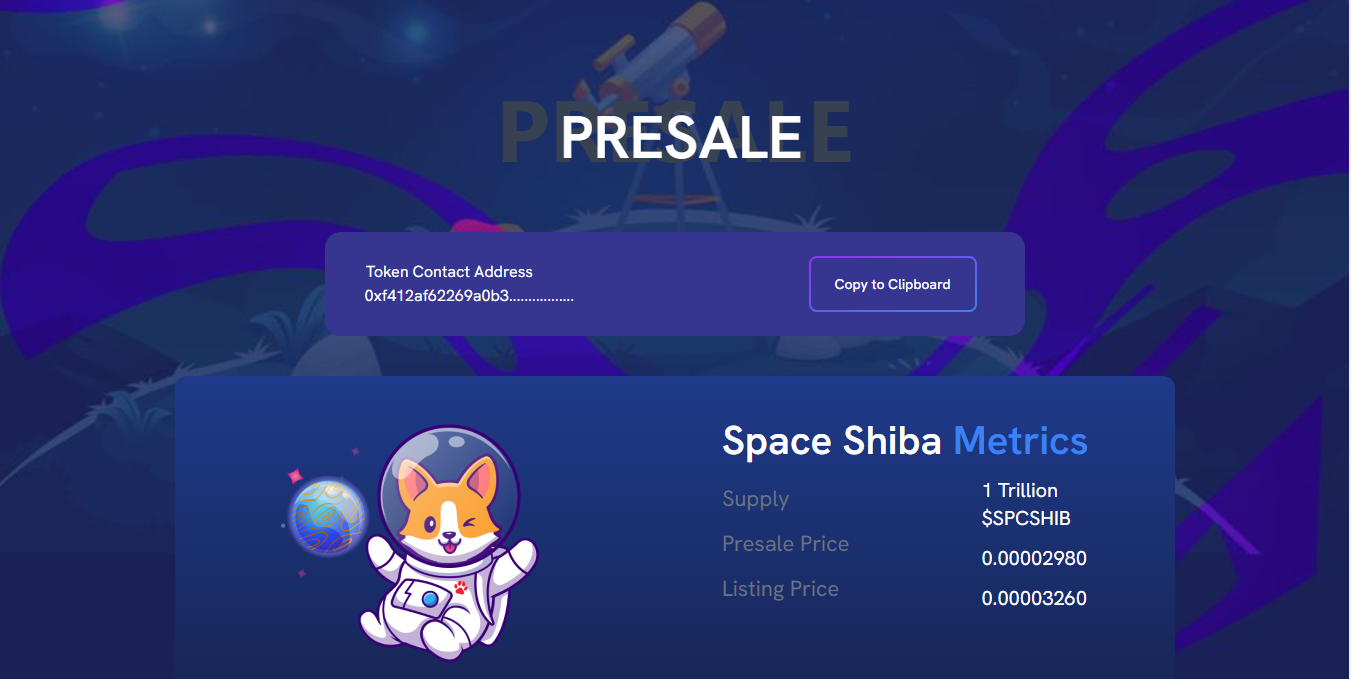 PRESALE
PRESALE
Token Contact Address
0xf412af62269a0b3................
Copy to Clipboard
Space Shiba Metrics
Supply
1 Trillion
$SPCSHIB
Presale Price
0.00002980
Listing Price
0.00003260